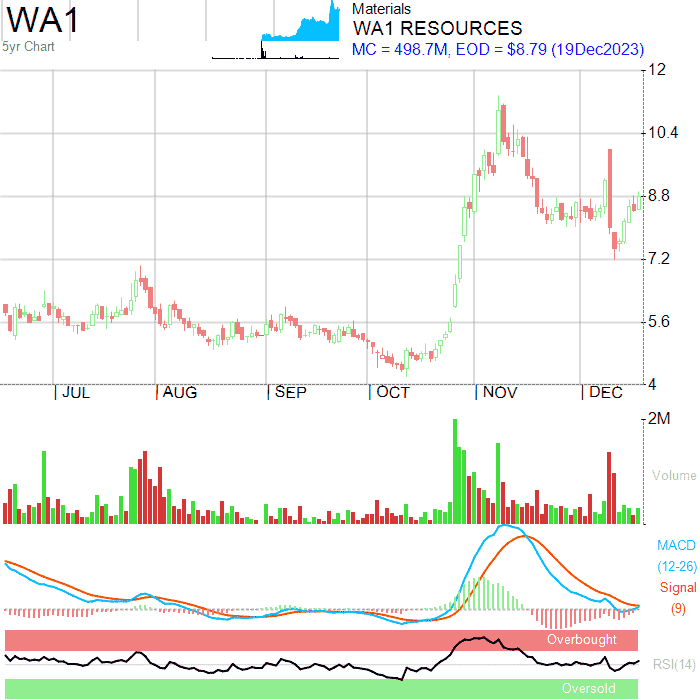 WA1
5yr Chart
Materials
WA1 RESOURCES
MC = 498.7M, EOD = $8.79 (19Dec2023)
12
10.4
8.8
7.2
5.6
4
JUL AUG SEP OCT NOV DEC
2M
Volume
MACD
(12-26)
Signal
(9)
Overbought
RSI(14)
Oversold